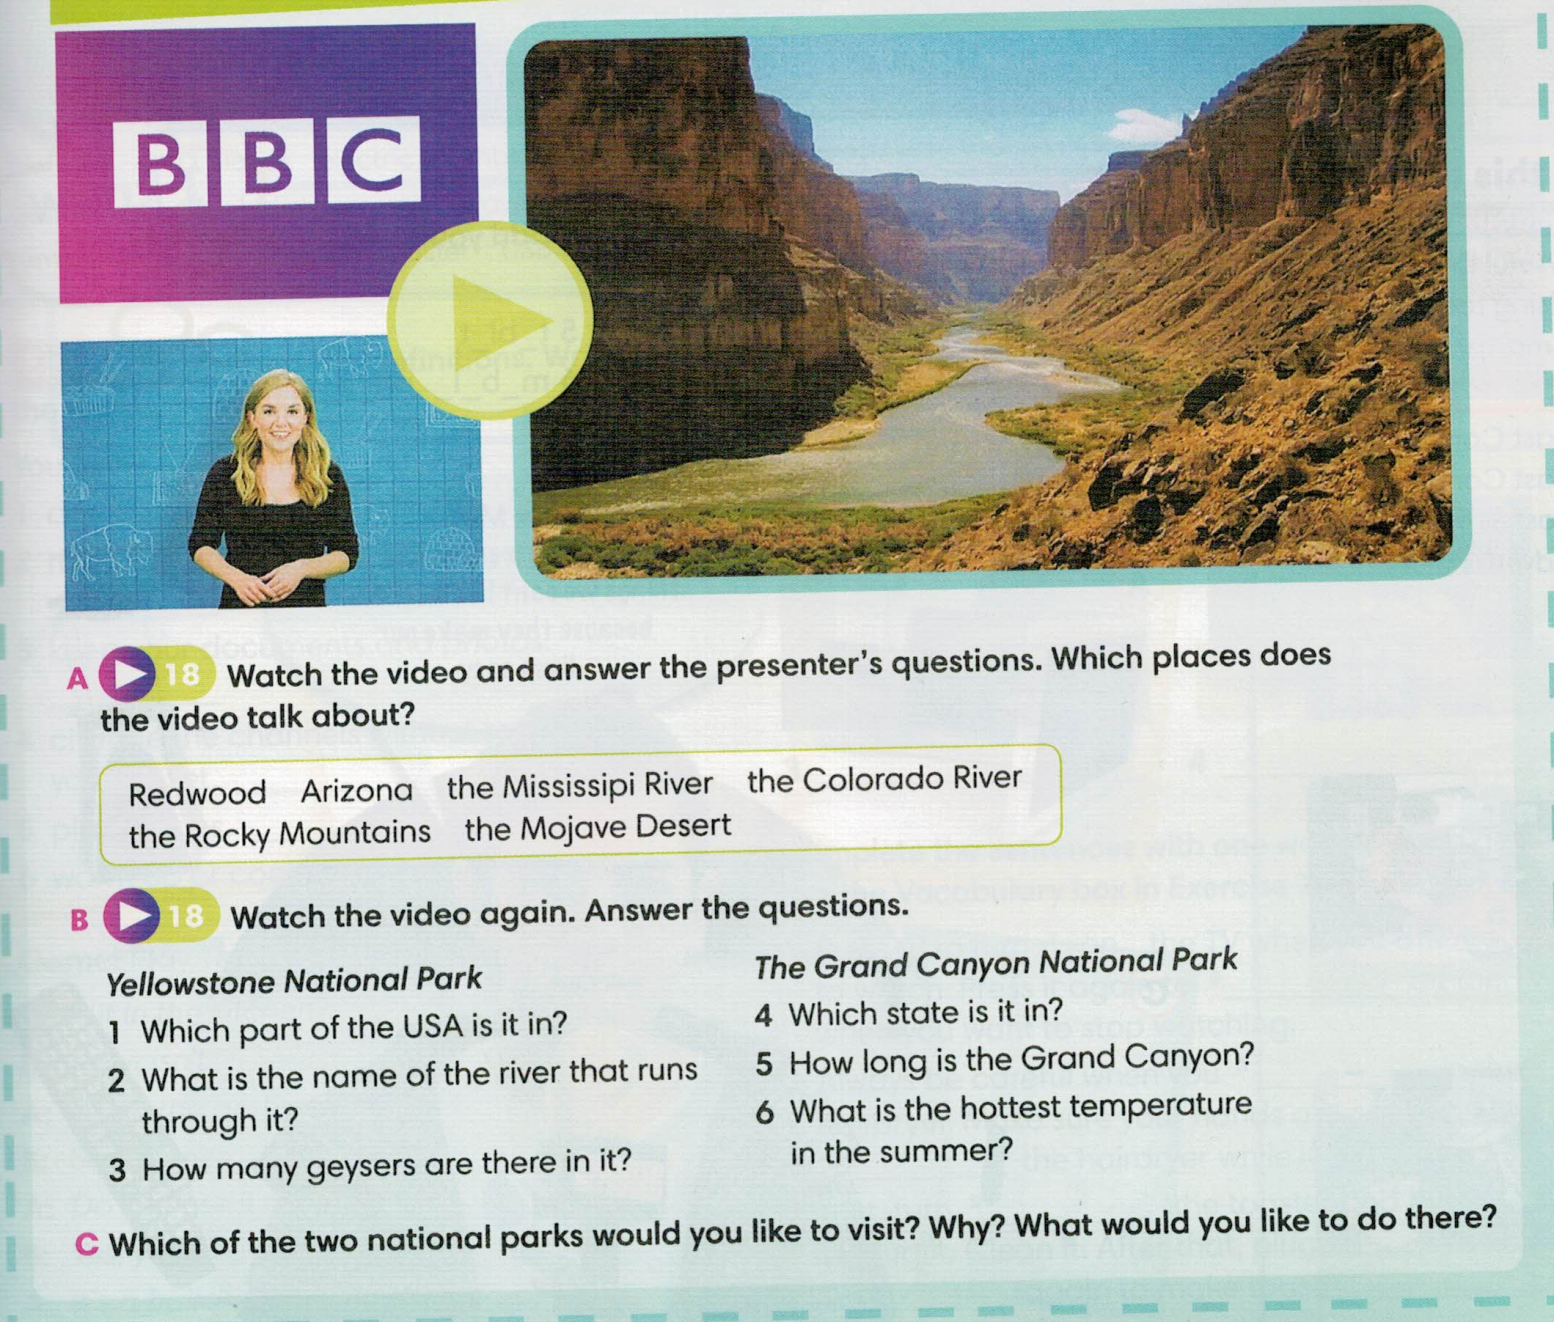 BBC
A 18 Watch the video and answer the presenter's questions. Which places does
the video talk about?
Redwood Arizona the Mississipi River the Colorado River
the Rocky Mountains the Mojave Desert
B 18 Watch the video again. Answer the questions.
Yellowstone National Park
1 Which part of the USA is it in?
2 What is the name of the river that runs
through it?
3 How many geysers are there in it?
The Grand Canyon National Park
4 Which state is it in?
5 How long is the Grand Canyon?
6 What is the hottest temperature
in the summer?
C Which of the two national parks would you like to visit? Why? What would you like to do there?